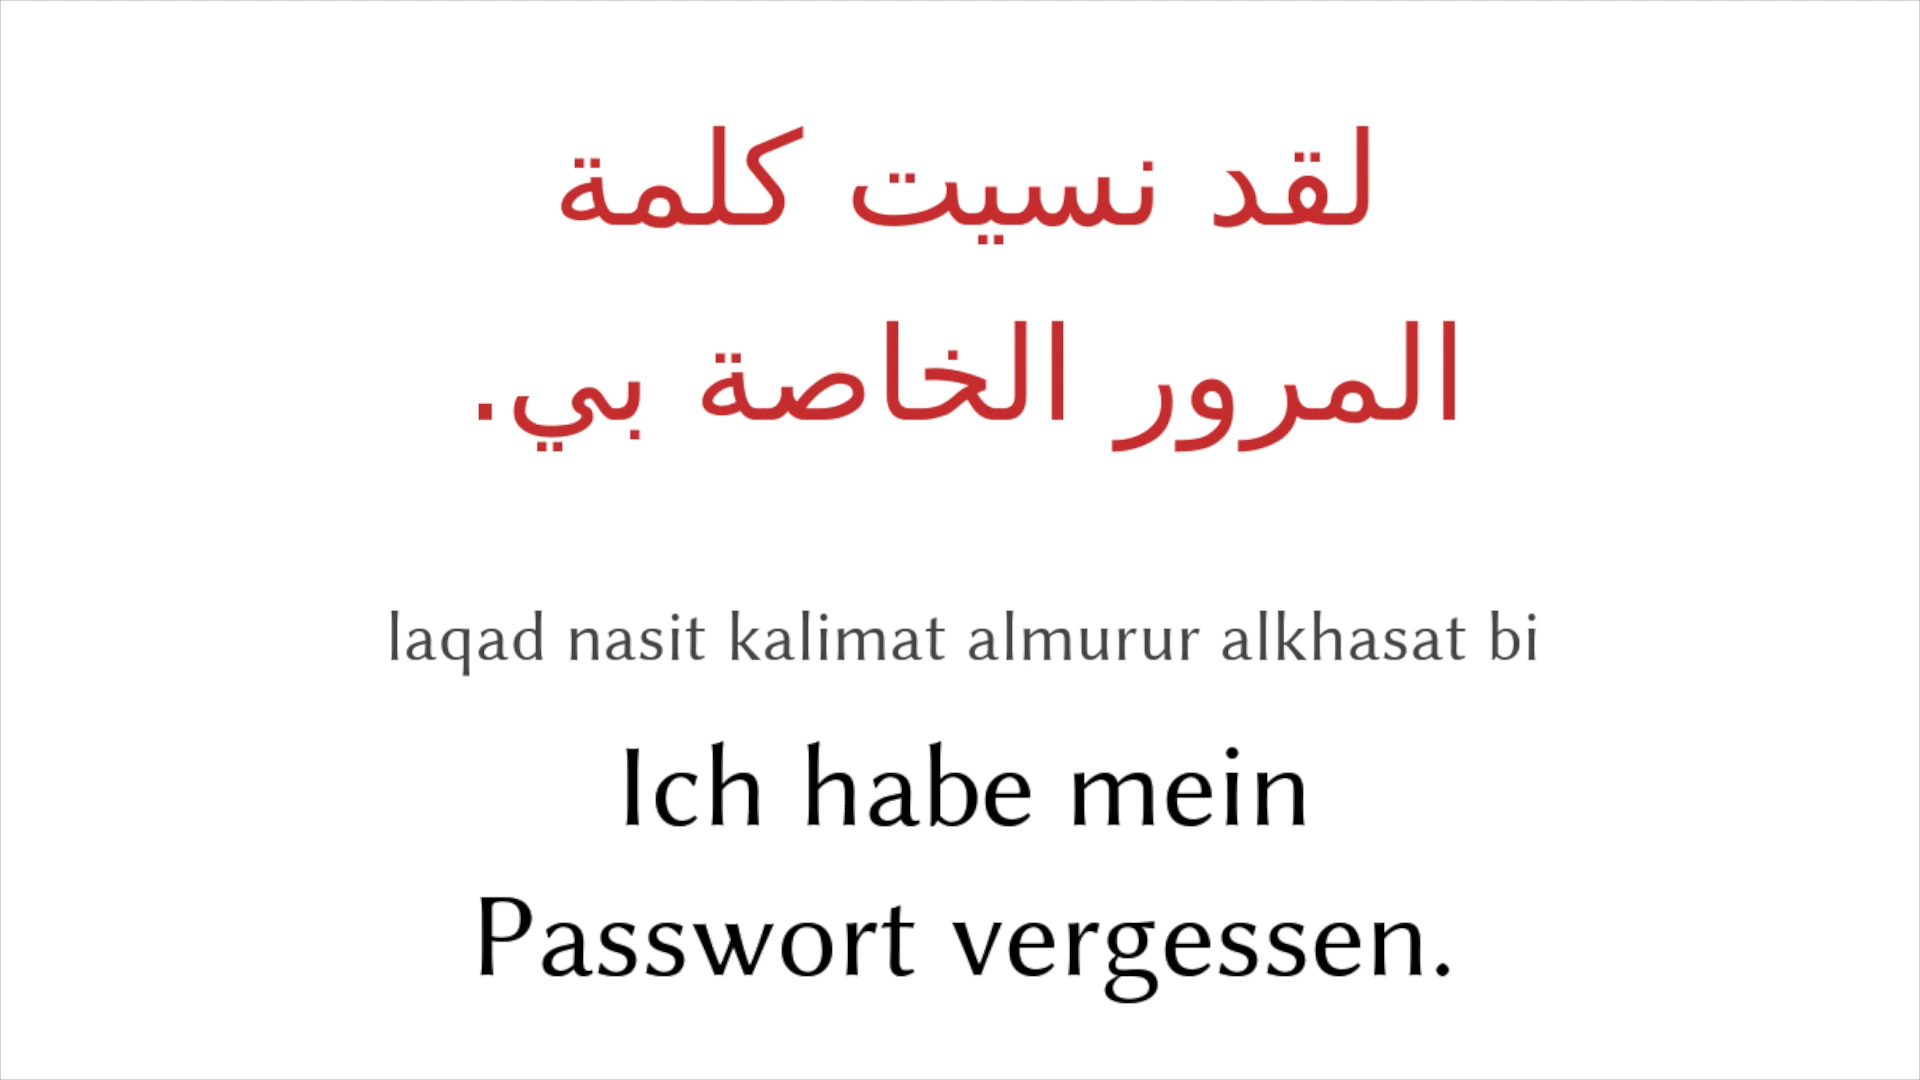 لقد نسيت كلمة
المرور الخاصة بي.
laqad nasit kalimat almurur alkhasat bi
Ich habe mein
Passwort vergessen.